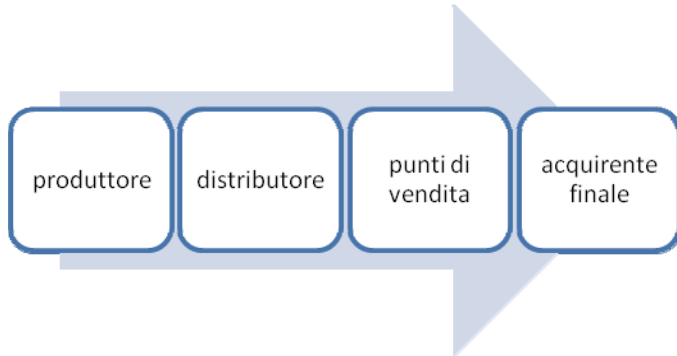 produttore
distributore
punti di
vendita
acquirente
finale